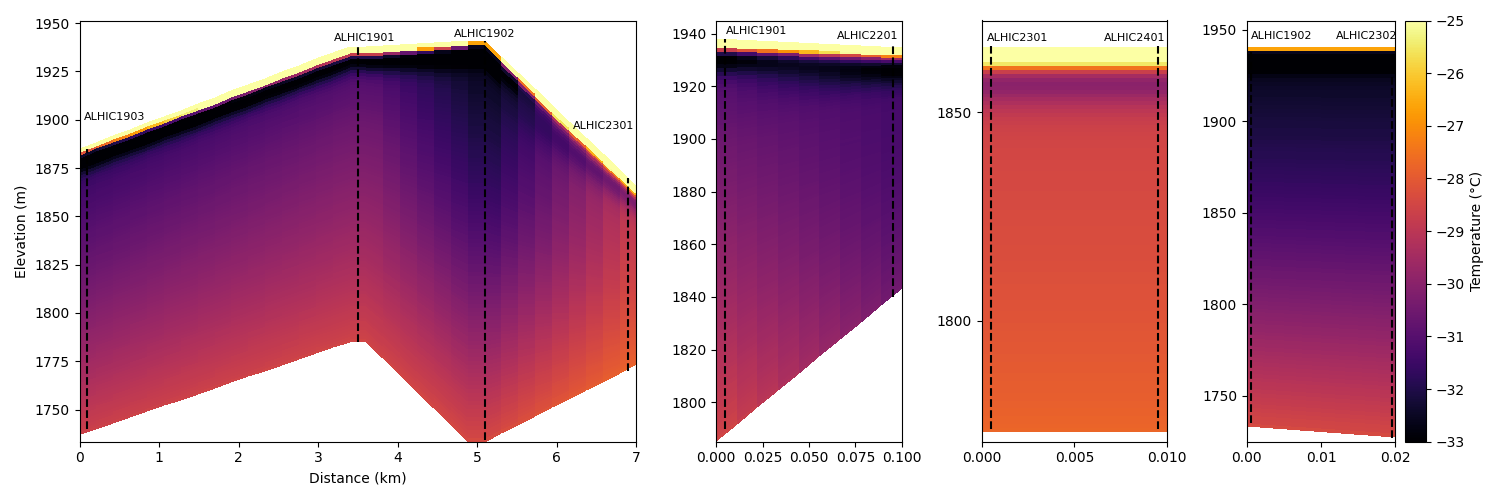 1950
1925
1900
1875
1850
1825
1800
1775
1750
Elevation (m)
ALHIC1903
ALHIC1901
ALHIC1902
ALHIC2301
0 1 2 3 4 5 6 7
Distance (km)
1940
1920
1900
1880
1860
1840
1820
1800
ALHIC1901
ALHIC2201
0.000 0.025 0.050 0.075 0.100
1850
1800
ALHIC2301
ALHIC2401
0.000 0.005 0.010
1950
1900
1850
1800
1750
ALHIC1902
ALHIC2302
0.00 0.01 0.02
−25
−26
−27
−28
−29
−30
−31
−32
−33
Temperature (°C)